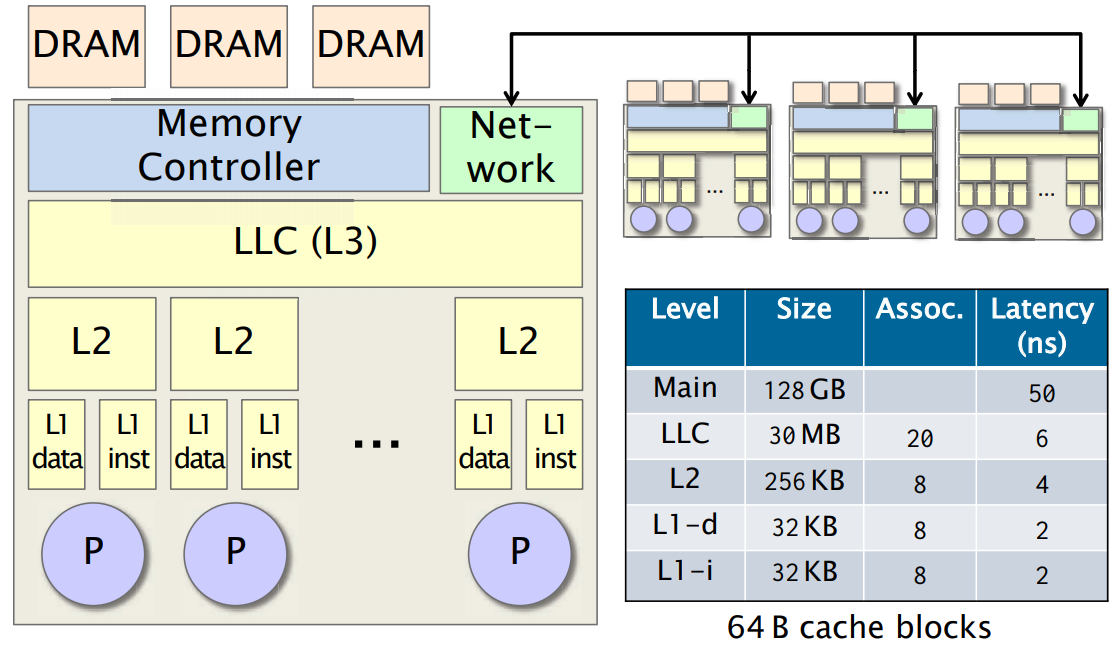 DRAM DRAM DRAM
Memory
Controller
Net-
work
LLC (L3)
L2 L2 L2
L1
data
L1
inst
L1
data
L1
inst
...
L1
data
L1
inst
P P P
...
...
...
Level Size Assoc. Latency
(ns)
Main 128 GB 50
LLC 30 MB 20 6
L2 256 KB 8 4
L1-d 32 KB 8 2
L1-i 32 KB 8 2
64 B cache blocks